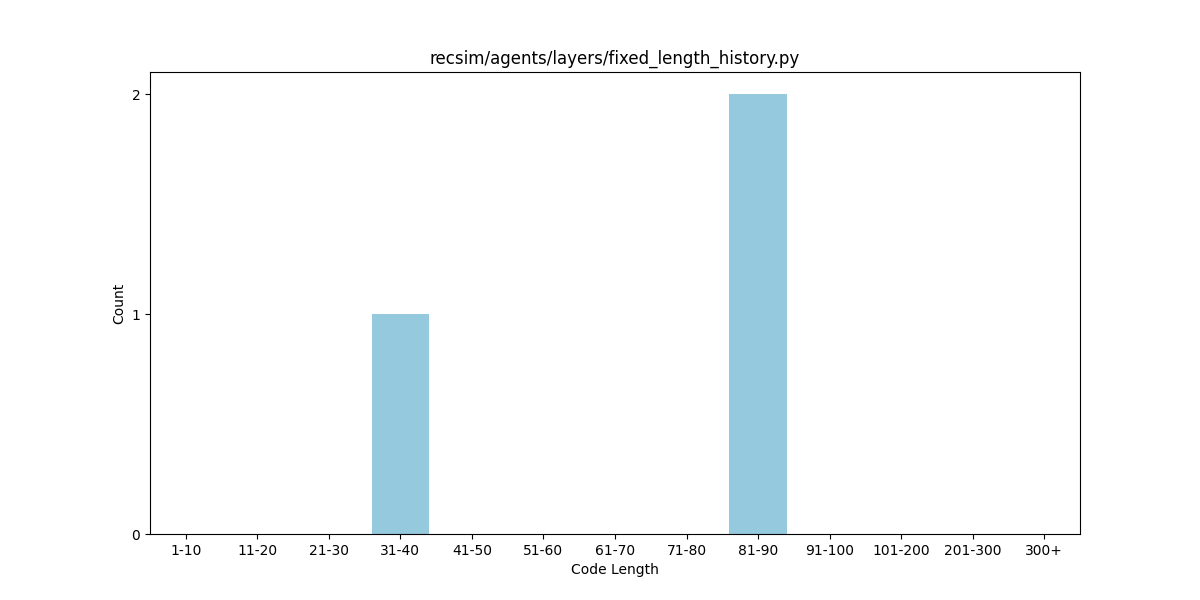 recsim/agents/layers/fixed_length_history.py
2
1
0
Count
1-10 11-20 21-30 31-40 41-50 51-60 61-70 71-80 81-90 91-100 101-200 201-300 300+
Code Length